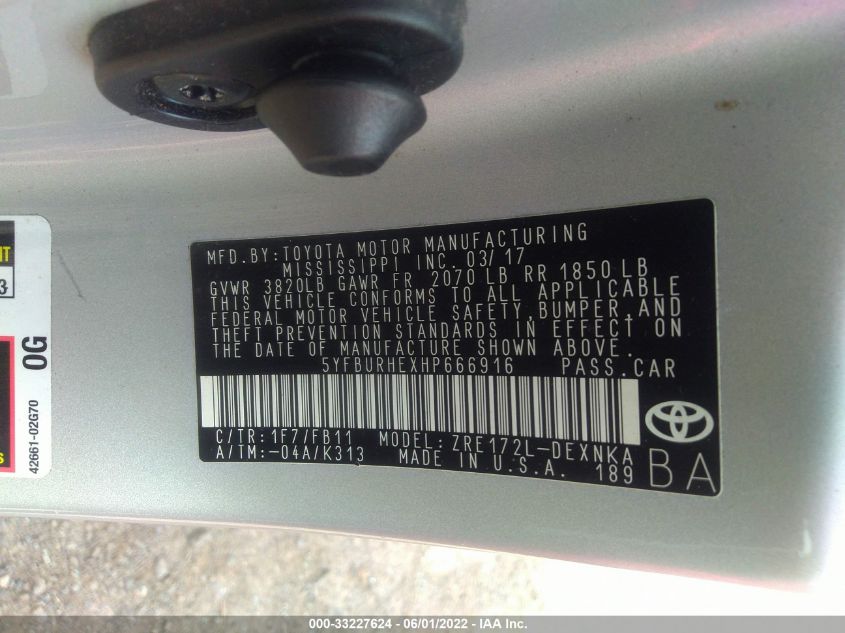 MFD.BY:TOYOTA MOTOR MANUFACTURING
MISSISSIPPI INC. 03/17
GVWR 3820LB GAWR FR 2070 LB RR 1850 LB
THIS VEHICLE CONFORMS TO ALL APPLICABLE
FEDERAL MOTOR VEHICLE SAFETY, BUMPER, AND
THEFT PREVENTION STANDARDS IN EFFECT ON
THE DATE OF MANUFACTURE SHOWN ABOVE.
5YFBURHEXHP666916 PASS.CAR
C/TR:1F7/FB11 MODEL: ZRE172L-DEXNKA
A/TM:-04A/K313 MADE IN U.S.A. 189
BA
IT
3
0G
42661-02G70
S
000-33227624 - 06/01/2022 - IAA Inc.